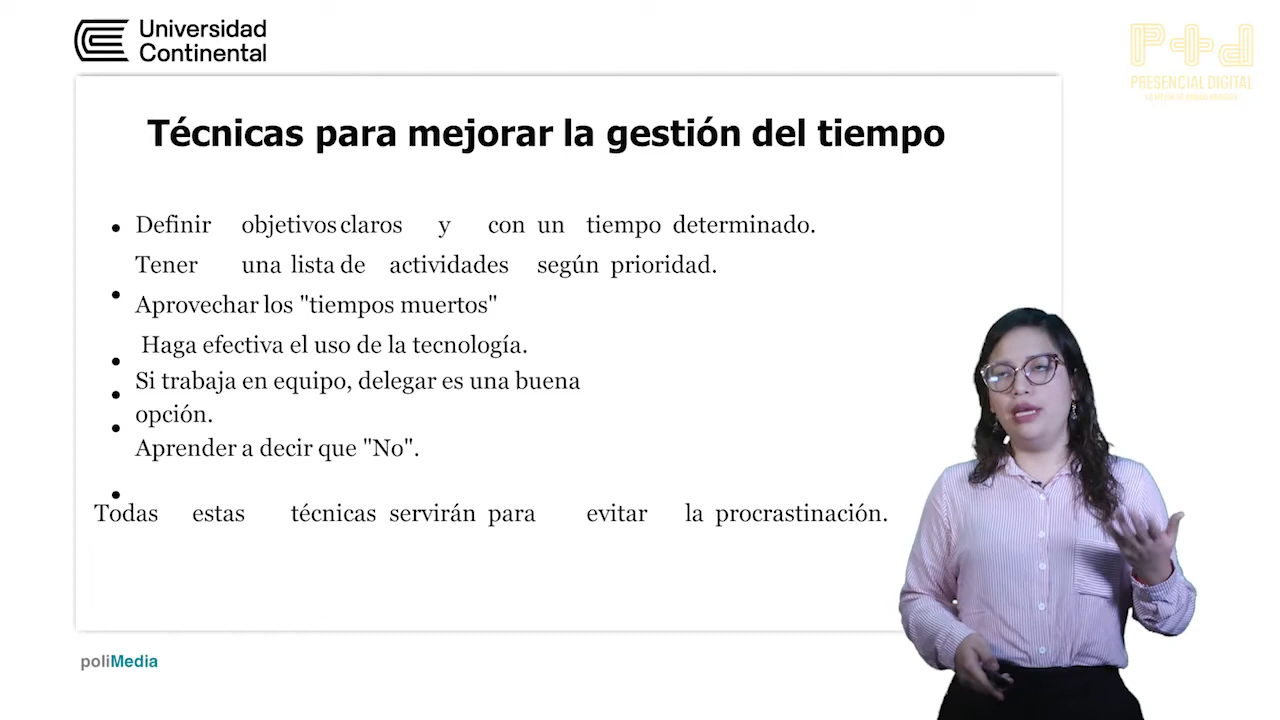 Universidad
Continental
P+d
PRESENCIAL DIGITAL
Técnicas para mejorar la gestión del tiempo
• Definir objetivos claros y con un tiempo determinado.
Tener una lista de actividades según prioridad.
• Aprovechar los "tiempos muertos"
Haga efectiva el uso de la tecnología.
• Si trabaja en equipo, delegar es una buena
• opción.
• Aprender a decir que "No".
• Todas estas técnicas servirán para evitar la procrastinación.
poliMedia